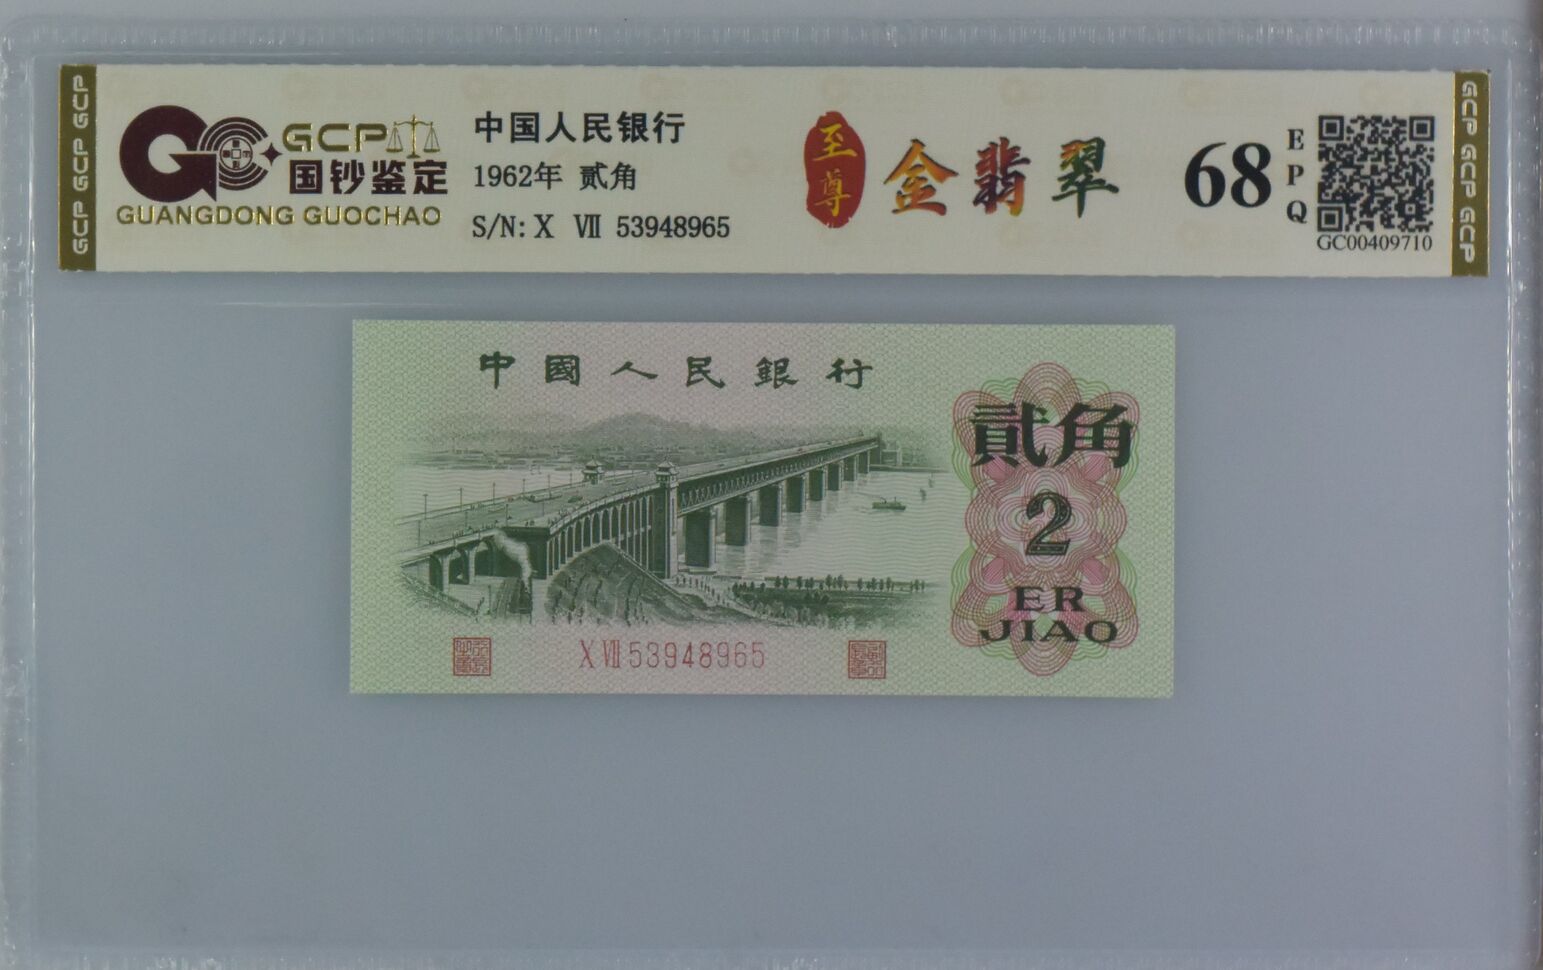 GCP GCP GCP
GCP
国钞鉴定
GUANGDONG GUOCHAO
中国人民银行
1962年 贰角
S/N: X Ⅶ 53948965
至尊
金翡翠
68
EPQ
GC00409710
GCP GCP GCP
中國人民銀行
貳角
2
ER
JIAO
X Ⅶ 53948965